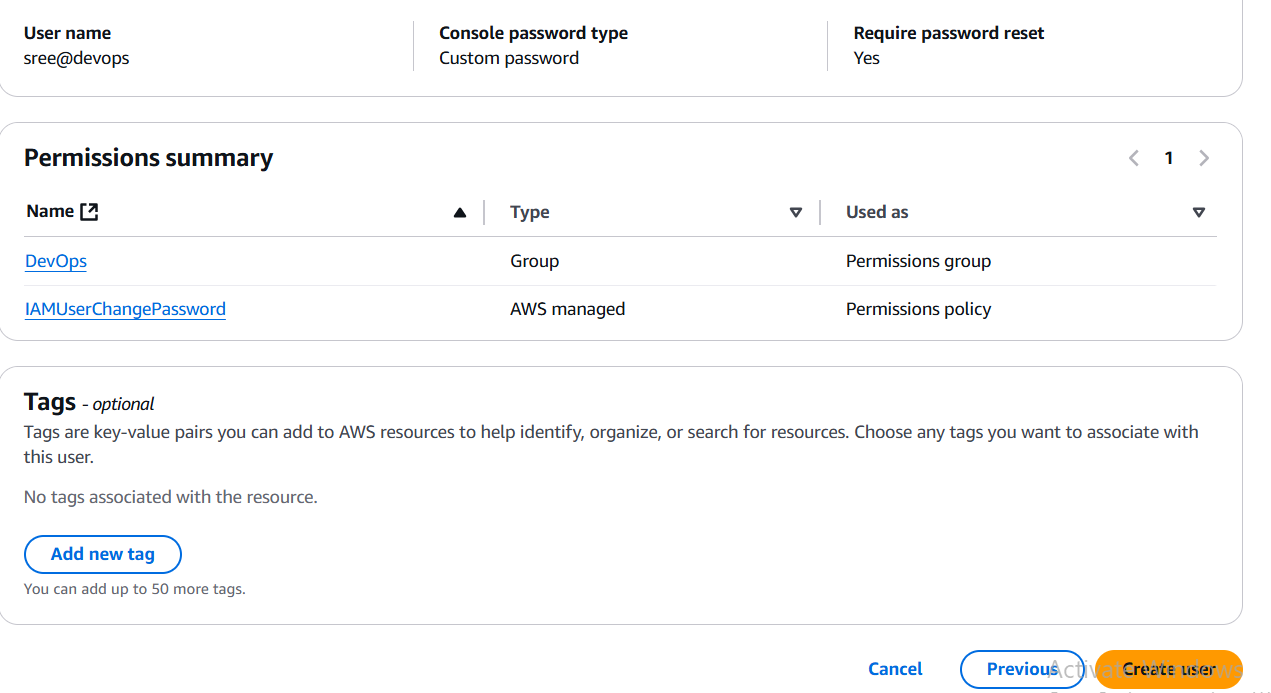 User name
Console password type
Require password reset
sree@devops
Custom password
Yes
Permissions summary
1
Name
Type
Used as
DevOps
Group
Permissions group
IAMUserChangePassword
AWS managed
Permissions policy
Tags - optional
Tags are key-value pairs you can add to AWS resources to help identify, organize, or search for resources. Choose any tags you want to associate with
this user.
No tags associated with the resource.
Add new tag
You can add up to 50 more tags.
Cancel
Previous
Create user
Activate Windows